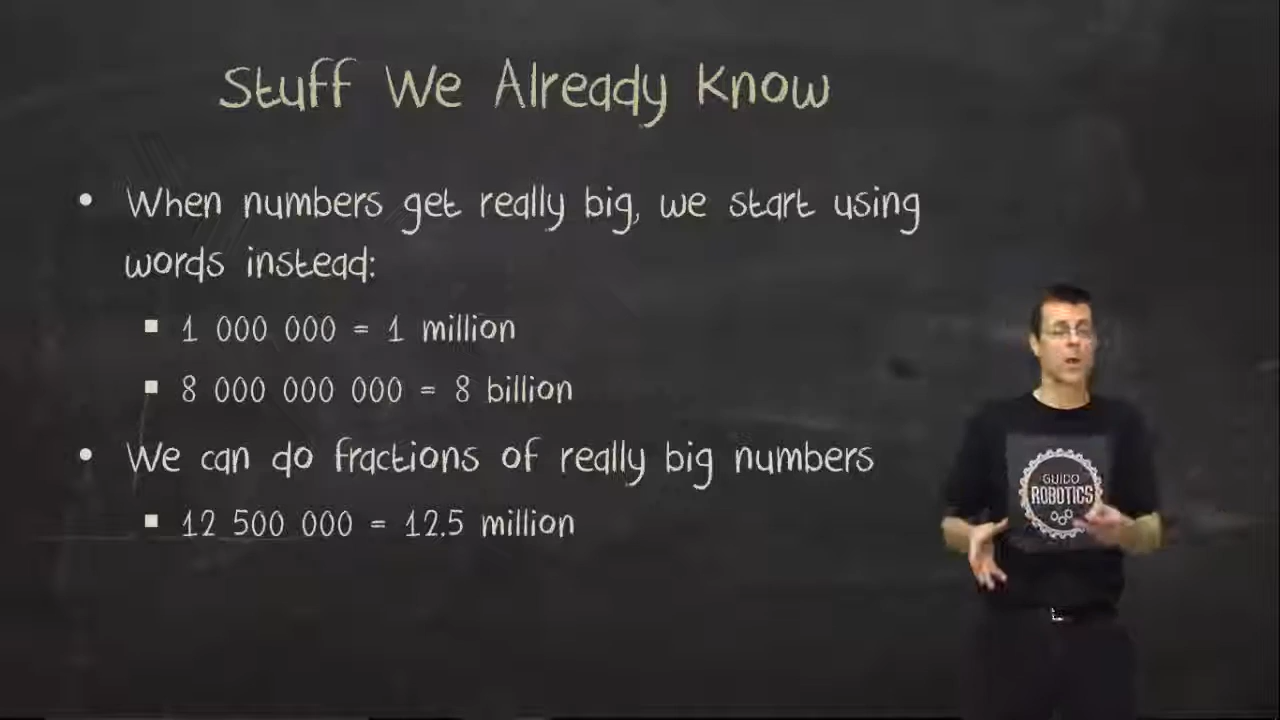 Stuff We Already Know
• When numbers get really big, we start using
words instead:
▪ 1 000 000 = 1 million
▪ 8 000 000 000 = 8 billion
• We can do fractions of really big numbers
▪ 12 500 000 = 12.5 million
GUIDO
ROBOTICS